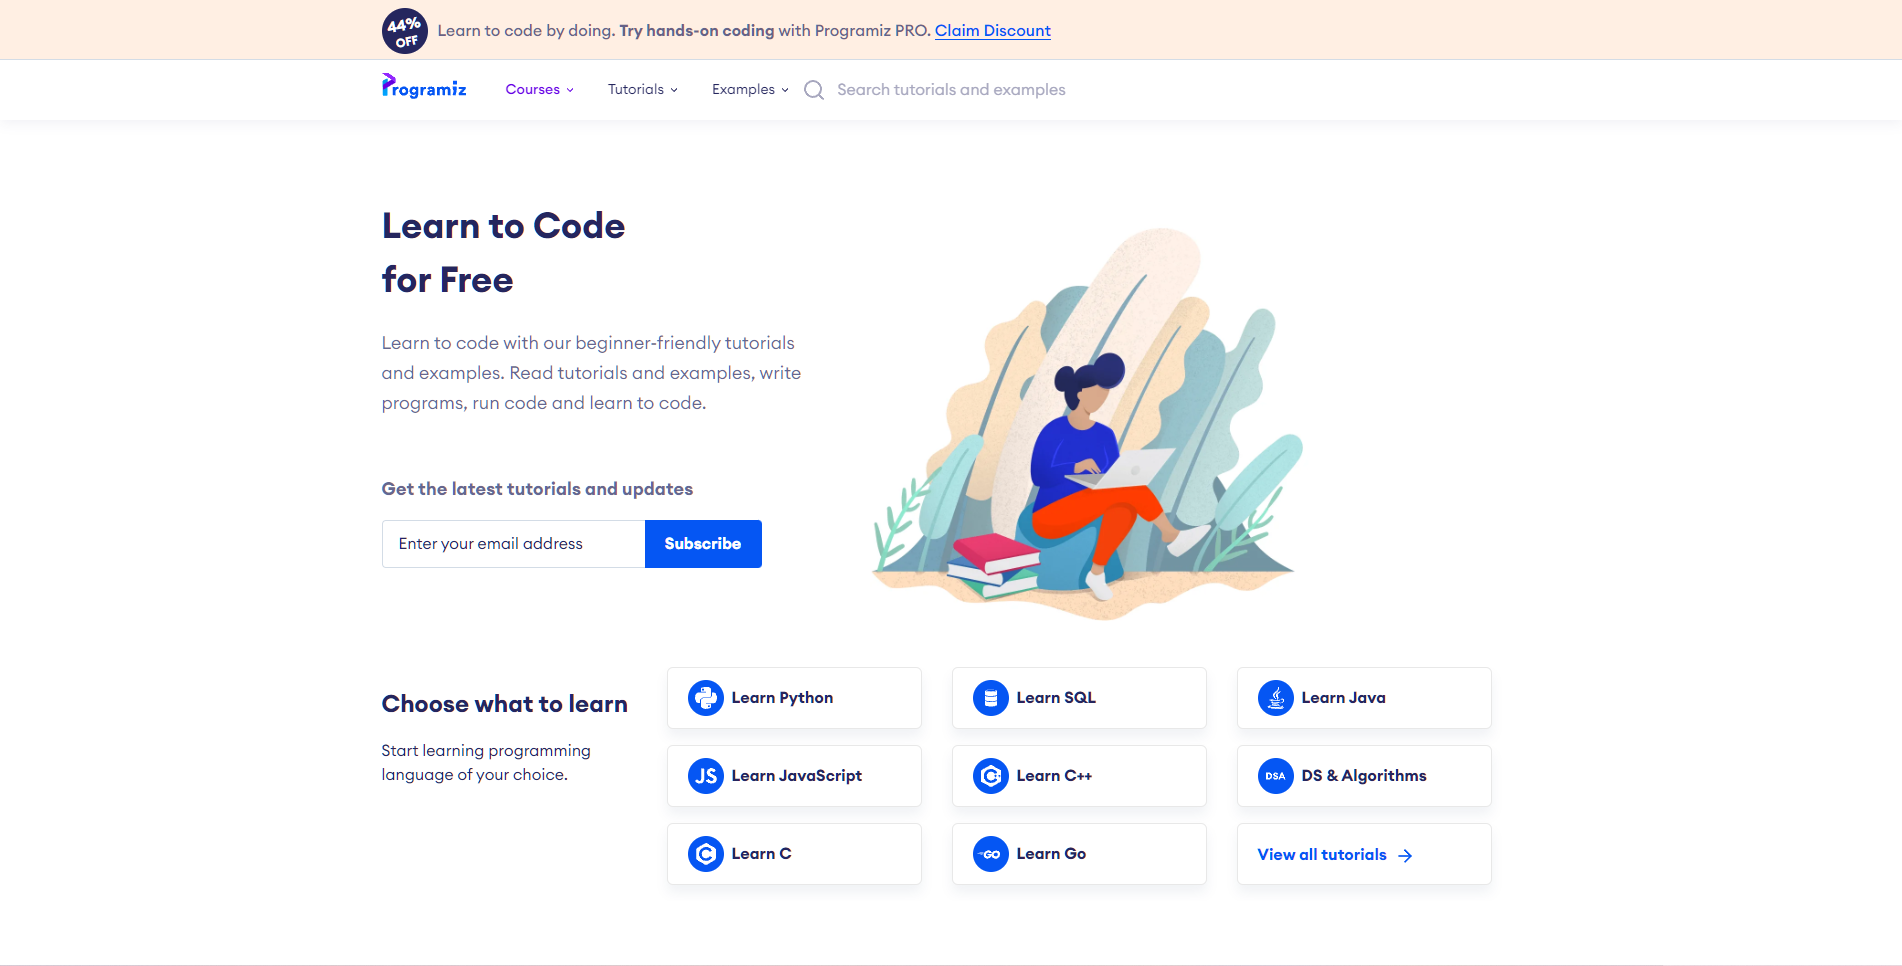 44% OFF Learn to code by doing. Try hands-on coding with Programiz PRO. Claim Discount
Programiz Courses Tutorials Examples Search tutorials and examples
Learn to Code
for Free
Learn to code with our beginner-friendly tutorials
and examples. Read tutorials and examples, write
programs, run code and learn to code.
Get the latest tutorials and updates
Enter your email address Subscribe
Choose what to learn
Start learning programming
language of your choice.
Learn Python Learn SQL Learn Java
JS Learn JavaScript C Learn C++ DSA DS & Algorithms
C Learn C GO Learn Go View all tutorials →